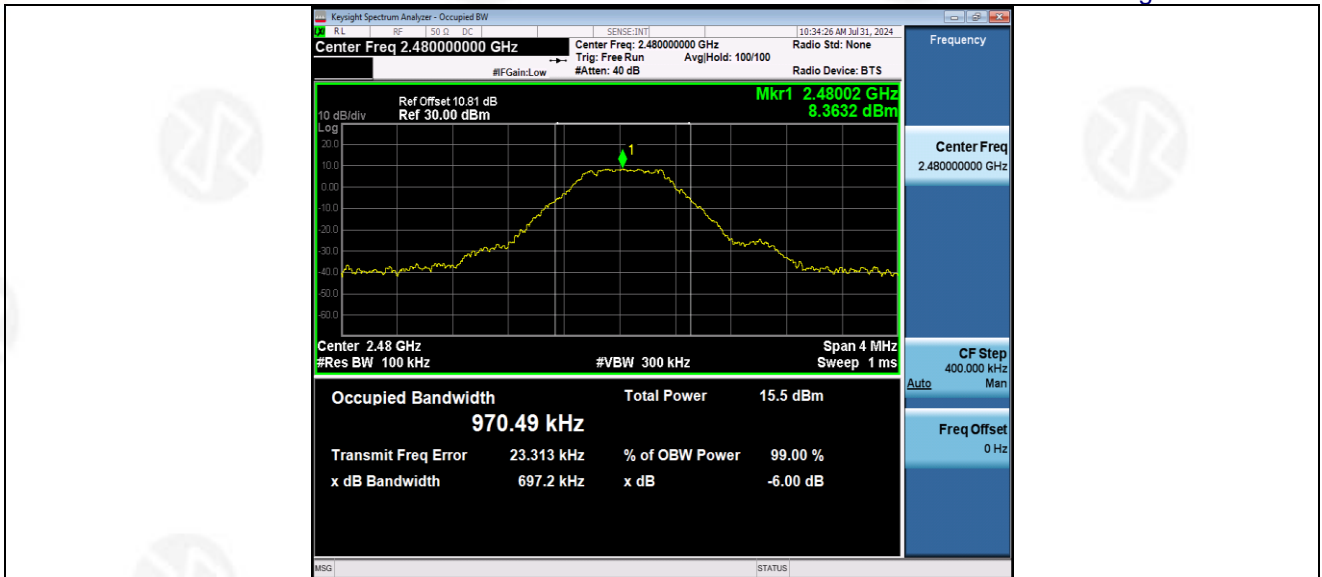 Keysight Spectrum Analyzer - Occupied BW
RL RF 50 Ω DC SENSE:INT 10:34:26 AM Jul 31, 2024
Center Freq 2.480000000 GHz
Center Freq: 2.480000000 GHz Radio Std: None
Trig: Free Run Avg|Hold: 100/100
#IFGain:Low #Atten: 40 dB Radio Device: BTS
Mkr1 2.48002 GHz
8.3632 dBm
Ref Offset 10.81 dB
10 dB/div Ref 30.00 dBm
Log
20.0
10.0
0.00
-10.0
-20.0
-30.0
-40.0
-50.0
-60.0
1
Center 2.48 GHz Span 4 MHz
#Res BW 100 kHz #VBW 300 kHz Sweep 1 ms
Occupied Bandwidth Total Power 15.5 dBm
970.49 kHz
Transmit Freq Error 23.313 kHz % of OBW Power 99.00 %
x dB Bandwidth 697.2 kHz x dB -6.00 dB
MSG STATUS
Frequency
Center Freq
2.480000000 GHz
CF Step
400.000 kHz
Auto Man
Freq Offset
0 Hz